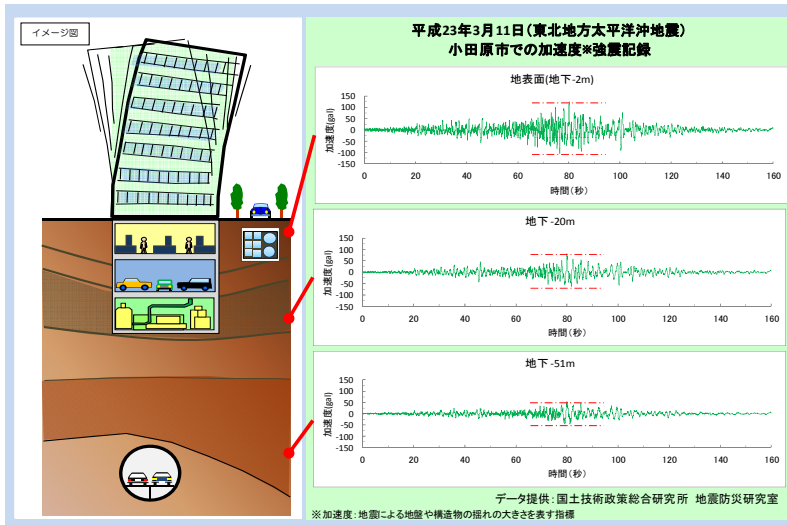 イメージ図
平成23年3月11日(東北地方太平洋沖地震)
小田原市での加速度※強震記録
地表面(地下-2m)
加速度(gal)
150
100
50
0
-50
-100
-150
0 20 40 60 80 100 120 140 160
時間(秒)
地下-20m
加速度(gal)
150
100
50
0
-50
-100
-150
0 20 40 60 80 100 120 140 160
時間(秒)
地下-51m
加速度(gal)
150
100
50
0
-50
-100
-150
0 20 40 60 80 100 120 140 160
時間(秒)
データ提供:国土技術政策総合研究所 地震防災研究室
※加速度:地震による地盤や構造物の揺れの大きさを表す指標